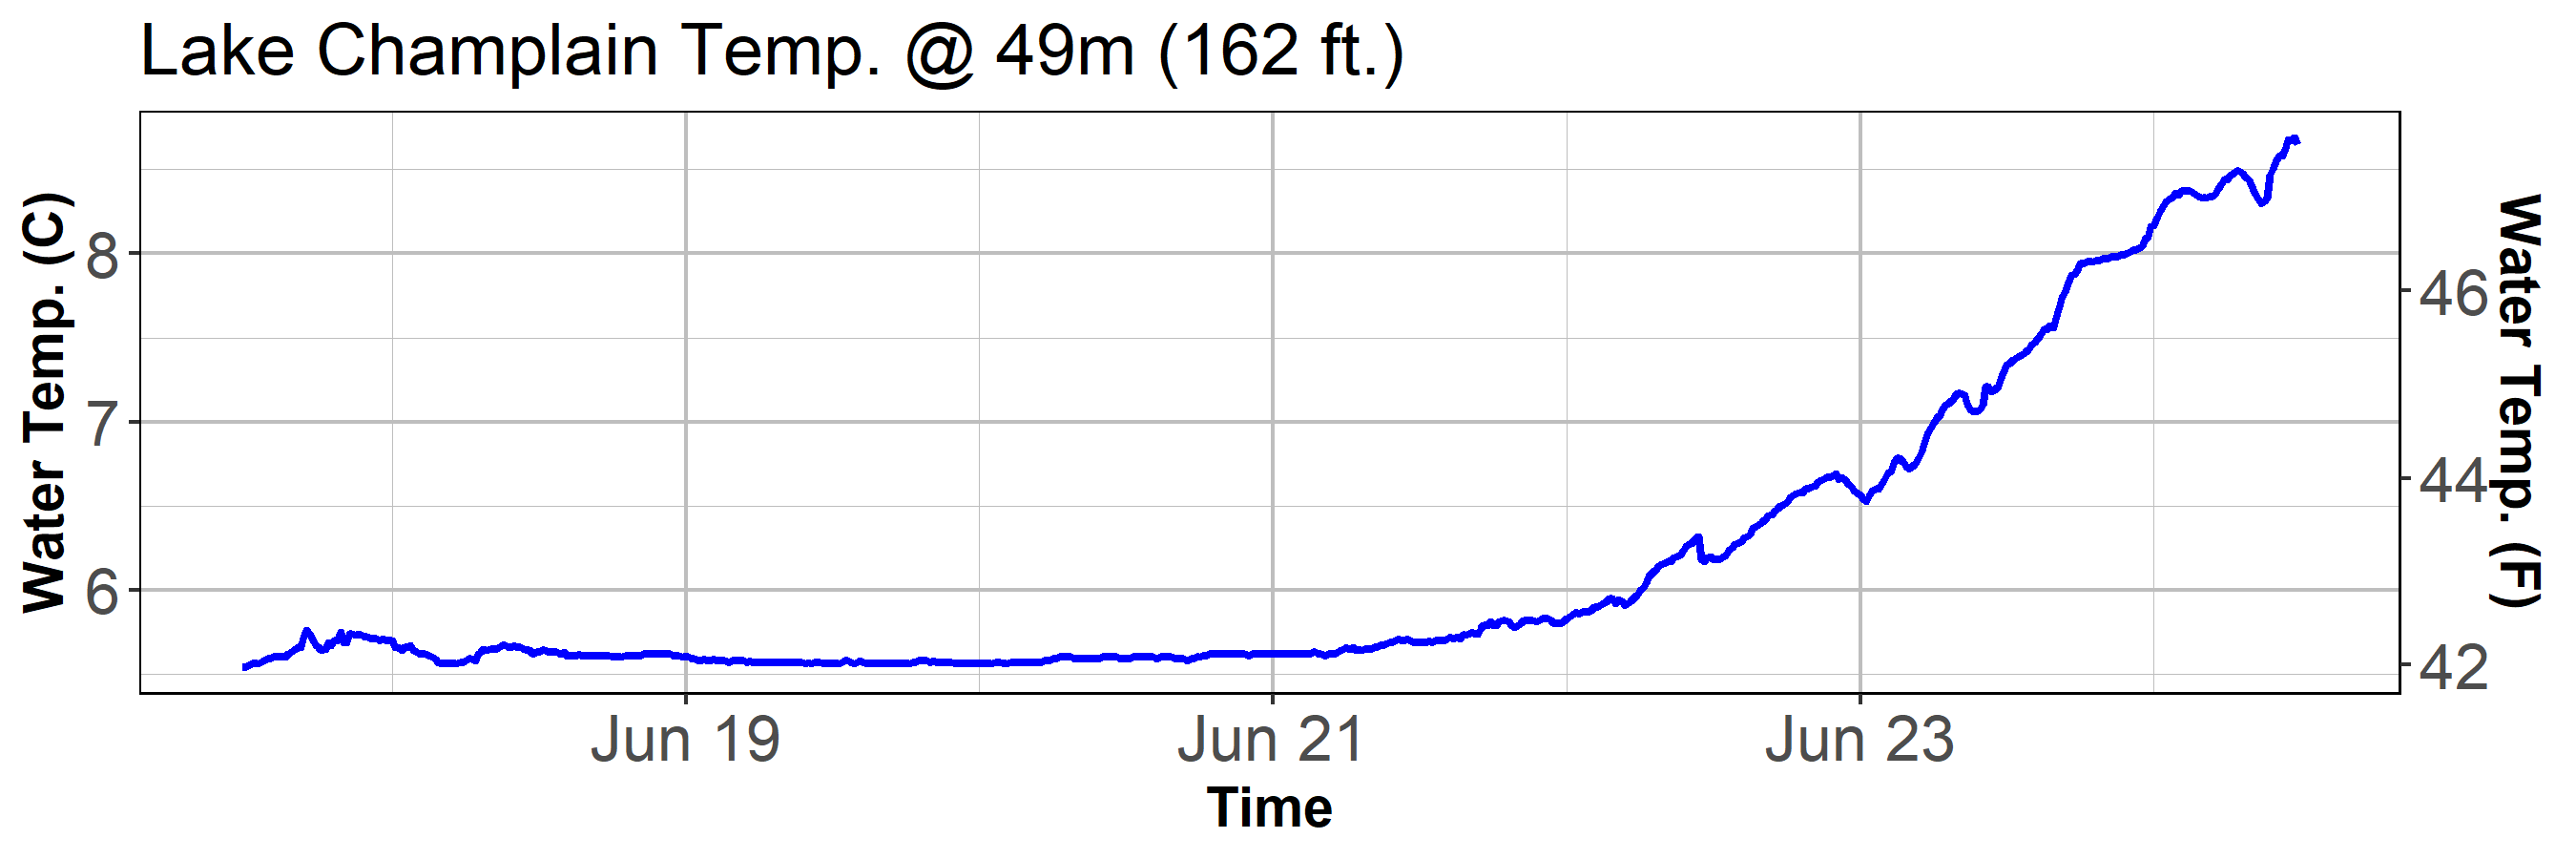 Lake Champlain Temp. @ 49m (162 ft.)
Water Temp. (C)
8
7
6
46
44
42
Water Temp. (F)
Jun 19
Jun 21
Jun 23
Time